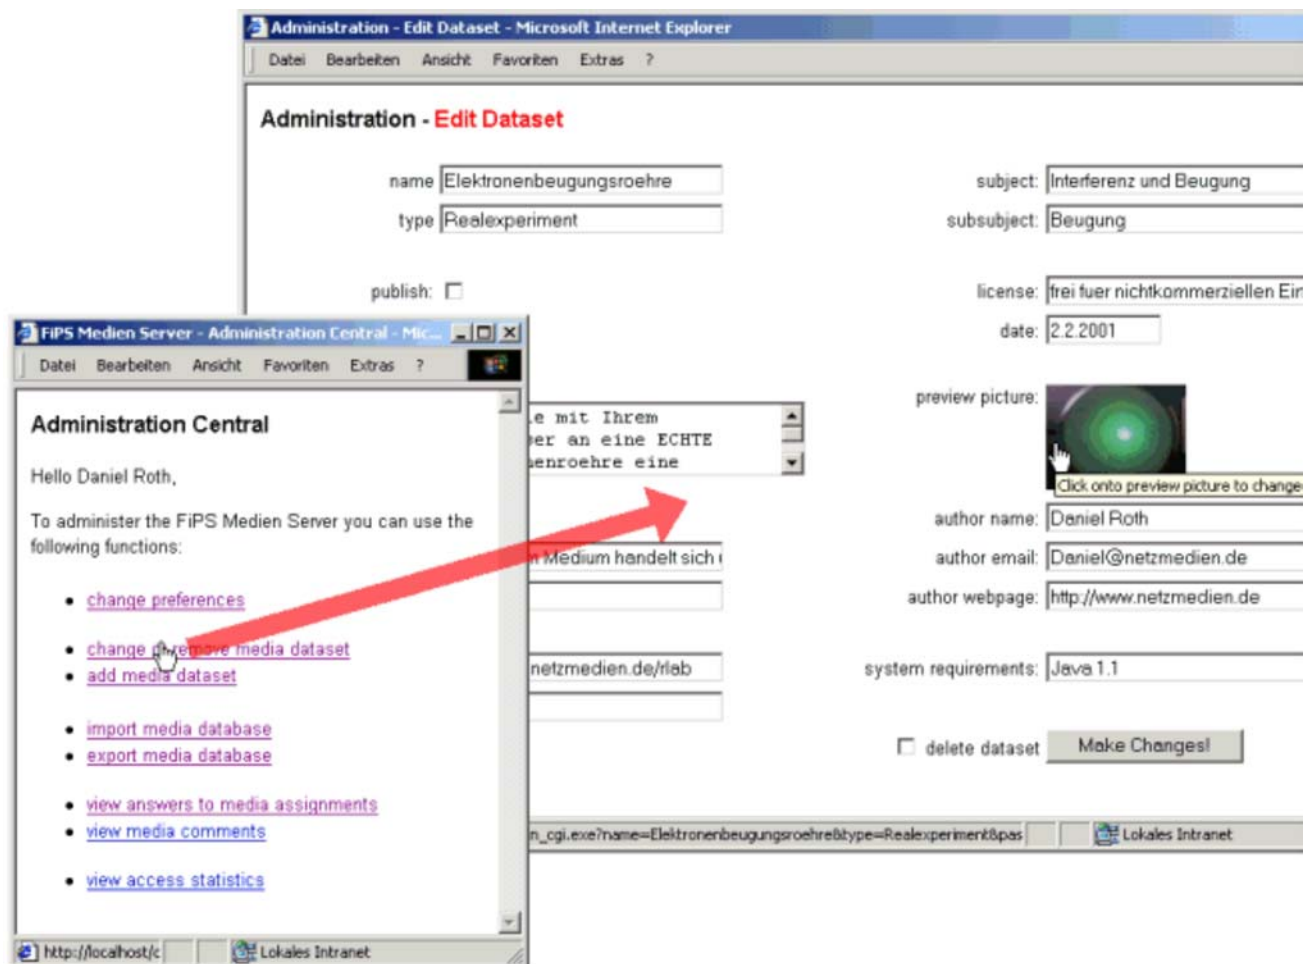 Administration - Edit Dataset - Microsoft Internet Explorer
Datei Bearbeiten Ansicht Favoriten Extras ?
Administration - Edit Dataset
name Elektronenbeugungsroehre
subject: Interferenz und Beugung
type Realexperiment
subsubject: Beugung
publish:
license: frei fuer nichtkommerziellen
date: 2.2.2001
preview picture:
Click onto preview picture to change
mit Ihrem
an eine ECHTE
eine
author name: Daniel Roth
Medium handelt sich
author email: Daniel@netzmedien.de
author webpage: http://www.netzmedien.de
netzmedien.de/rlab
system requirements: Java 1.1
delete dataset Make Changes!
n_cgi.exe?name=Elektronenbeugungsroehre&type=Realexperiment&pas
Lokales Intranet
FiPS Medien Server - Administration Central - Mic...
Datei Bearbeiten Ansicht Favoriten Extras ?
Administration Central
Hello Daniel Roth,
To administer the FiPS Medien Server you can use the
following functions:
change preferences
change or remove media dataset
add media dataset
import media database
export media database
view answers to media assignments
view media comments
view access statistics
http://localhost/c
Lokales Intranet